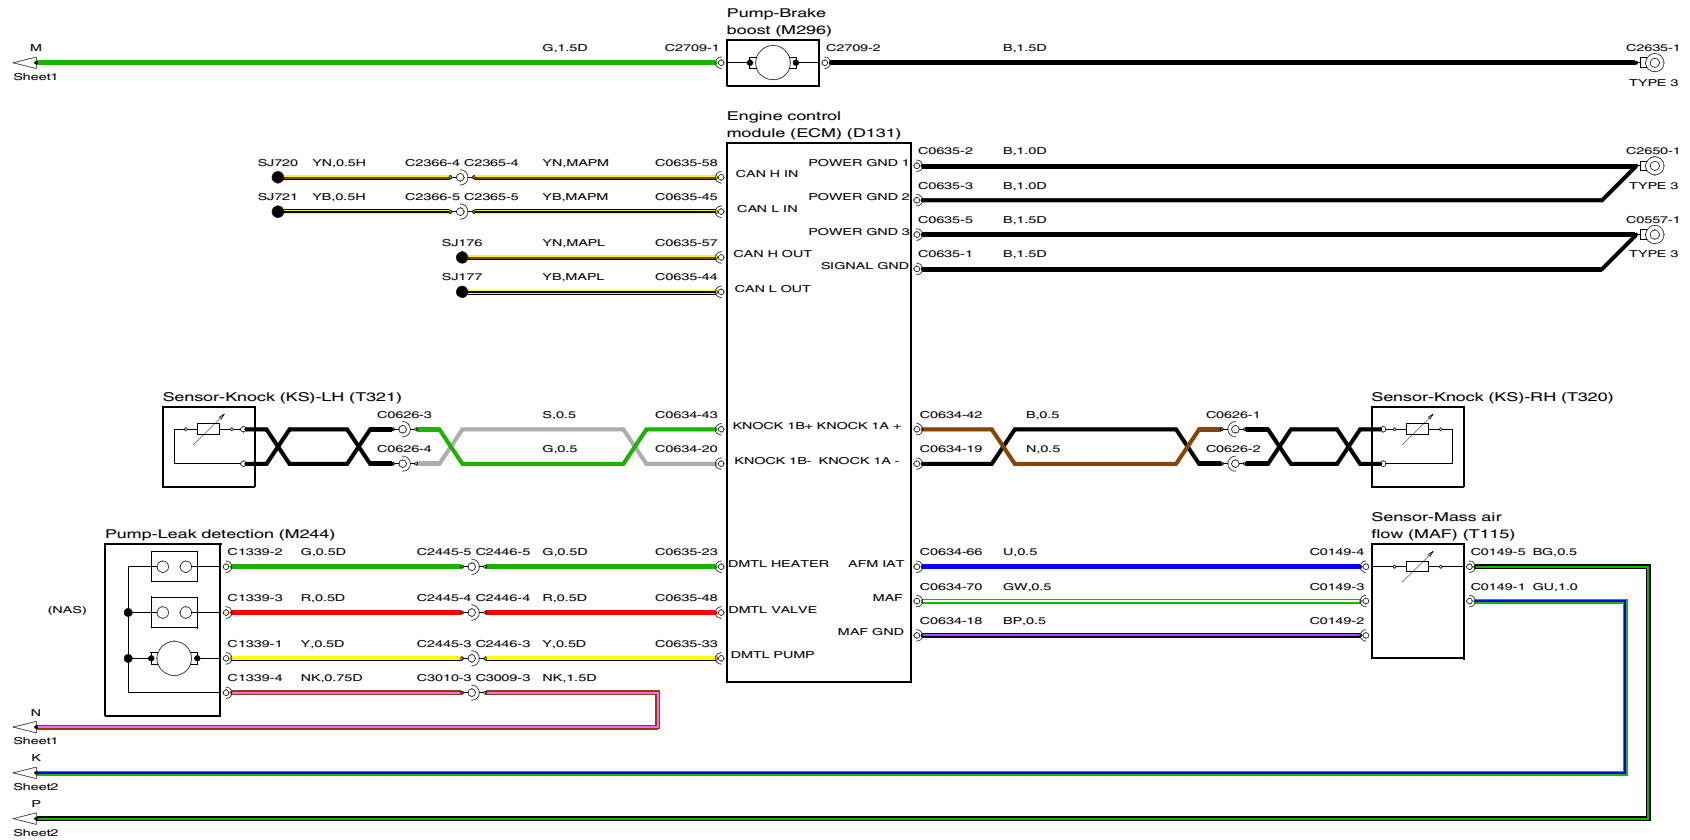 Pump-Brake
boost (M296)
M
G,1.5D
C2709-1
C2709-2
B,1.5D
C2635-1
Sheet1
TYPE 3
Engine control
module (ECM) (D131)
SJ720
YN,0.5H
C2366-4 C2365-4
YN,MAPM
C0635-58
CAN H IN
POWER GND 1
C0635-2
B,1.0D
C2650-1
SJ721
YB,0.5H
C2366-5 C2365-5
YB,MAPM
C0635-45
CAN L IN
POWER GND 2
C0635-3
B,1.0D
TYPE 3
SJ176
YN,MAPL
C0635-57
CAN H OUT
POWER GND 3
C0635-5
B,1.5D
C0557-1
SJ177
YB,MAPL
C0635-44
CAN L OUT
SIGNAL GND
C0635-1
B,1.5D
TYPE 3
Sensor-Knock (KS)-LH (T321)
Sensor-Knock (KS)-RH (T320)
C0626-3
S,0.5
C0634-43
KNOCK 1B+ KNOCK 1A +
C0634-42
B,0.5
C0626-1
C0626-4
G,0.5
C0634-20
KNOCK 1B- KNOCK 1A -
C0634-19
N,0.5
C0626-2
Pump-Leak detection (M244)
Sensor-Mass air
flow (MAF) (T115)
C1339-2
G,0.5D
C2445-5 C2446-5
G,0.5D
C0635-23
DMTL HEATER
AFM IAT
C0634-66
U,0.5
C0149-4
C0149-5 BG,0.5
(NAS)
C1339-3
R,0.5D
C2445-4 C2446-4
R,0.5D
C0635-48
DMTL VALVE
MAF
C0634-70
GW,0.5
C0149-3
C0149-1 GU,1.0
MAF GND
C0634-18
BP,0.5
C0149-2
C1339-1
Y,0.5D
C2445-3 C2446-3
Y,0.5D
C0635-33
DMTL PUMP
C1339-4
NK,0.75D
C3010-3 C3009-3
NK,1.5D
N
Sheet1
K
Sheet2
P
Sheet2